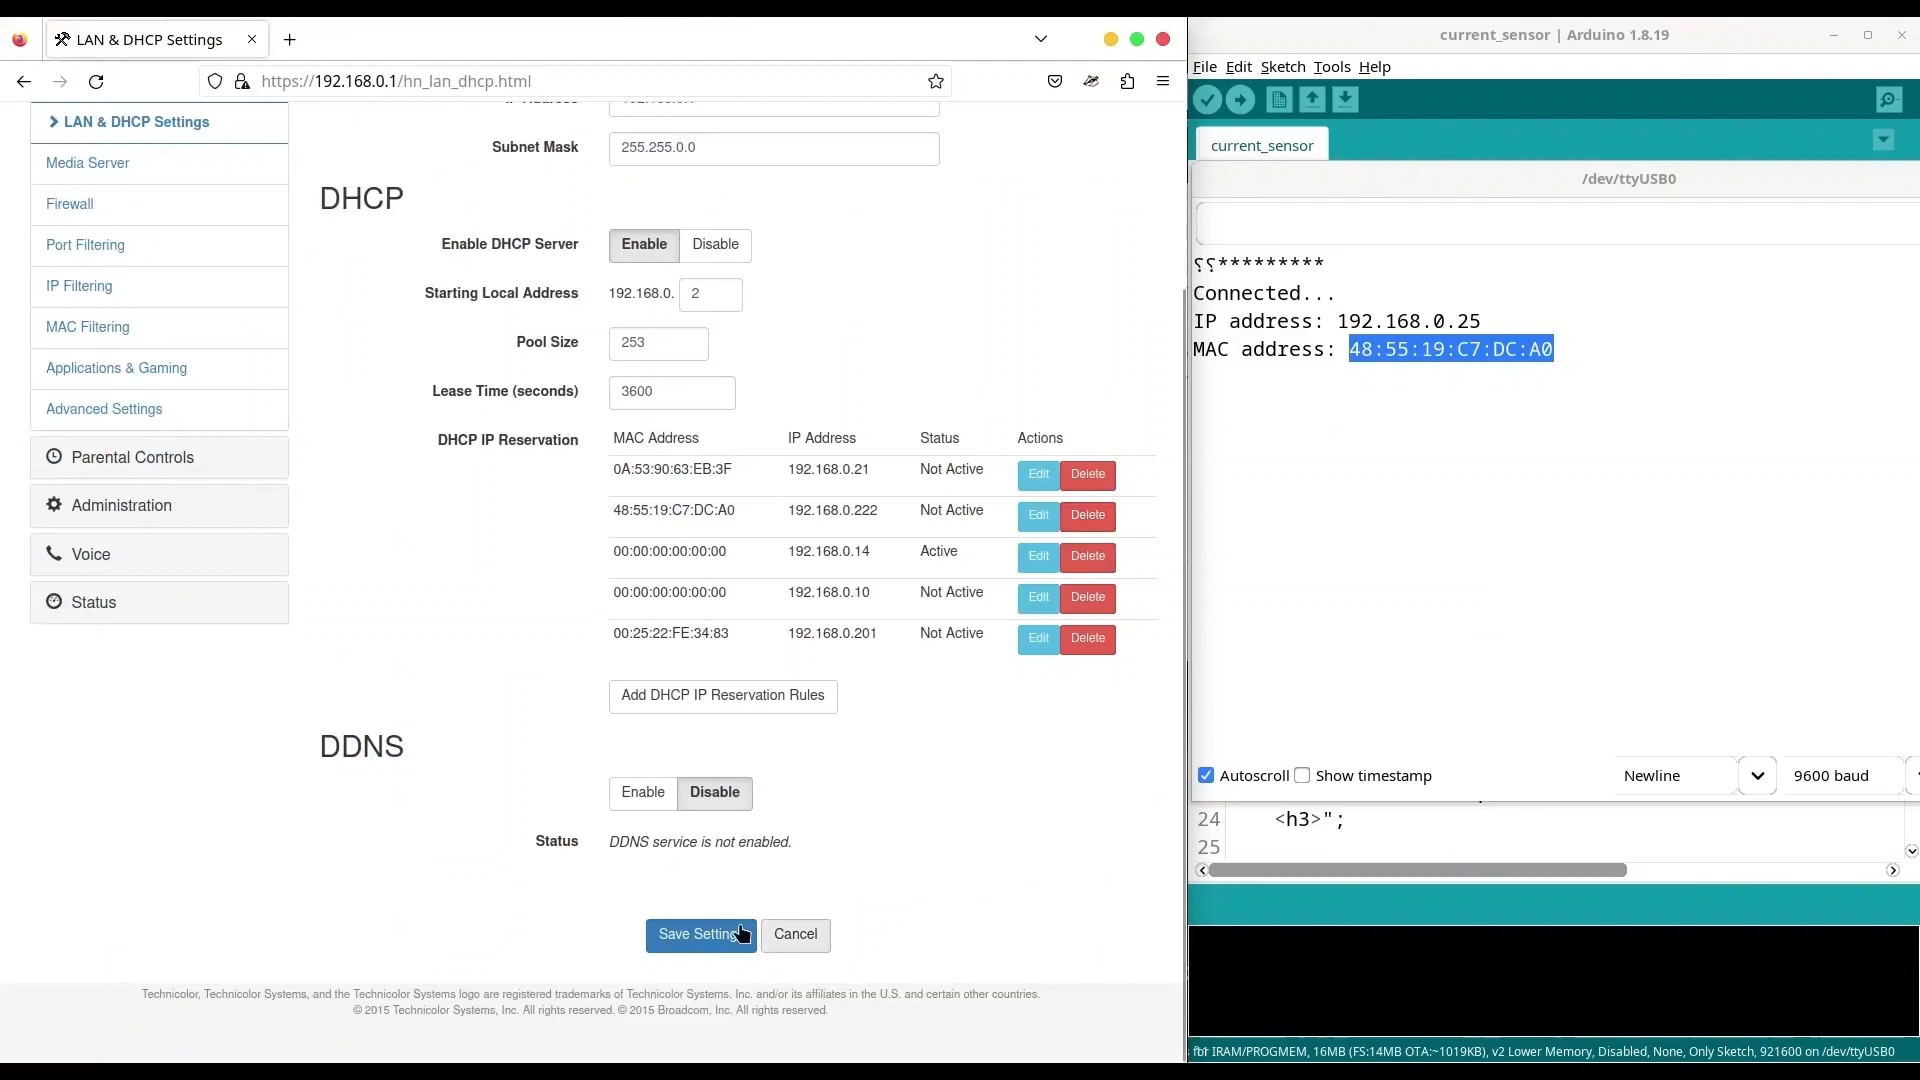 LAN & DHCP Settings
https://192.168.0.1/hn_lan_dhcp.html
LAN & DHCP Settings
Media Server
Firewall
Port Filtering
IP Filtering
MAC Filtering
Applications & Gaming
Advanced Settings
Parental Controls
Administration
Voice
Status
Subnet Mask 255.255.0.0
DHCP
Enable DHCP Server Enable Disable
Starting Local Address 192.168.0. 2
Pool Size 253
Lease Time (seconds) 3600
DHCP IP Reservation MAC Address IP Address Status Actions
0A:53:90:63:EB:3F 192.168.0.21 Not Active Edit Delete
48:55:19:C7:DC:A0 192.168.0.222 Not Active Edit Delete
00:00:00:00:00:00 192.168.0.14 Active Edit Delete
00:00:00:00:00:00 192.168.0.10 Not Active Edit Delete
00:25:22:FE:34:83 192.168.0.201 Not Active Edit Delete
Add DHCP IP Reservation Rules
DDNS
Enable Disable
Status DDNS service is not enabled.
Save Cancel
Technicolor, Technicolor Systems, and the Technicolor Systems logo are registered trademarks of Technicolor Systems, Inc. and/or its affiliates in the U.S. and certain other countries.
© 2015 Technicolor Systems, Inc. All rights reserved. © 2015 Broadcom, Inc. All rights reserved.
current_sensor | Arduino 1.8.19
File Edit Sketch Tools Help
current_sensor
/dev/ttyUSB0
⸮⸮*********
Connected...
IP address: 192.168.0.25
MAC address: 48:55:19:C7:DC:A0
Autoscroll Show timestamp Newline 9600 baud
24 <h3>";
25
for IRAM/PROGMEM, 16MB (FS:14MB OTA:~1019KB), v2 Lower Memory, Disabled, None, Only Sketch, 921600 on /dev/ttyUSB0